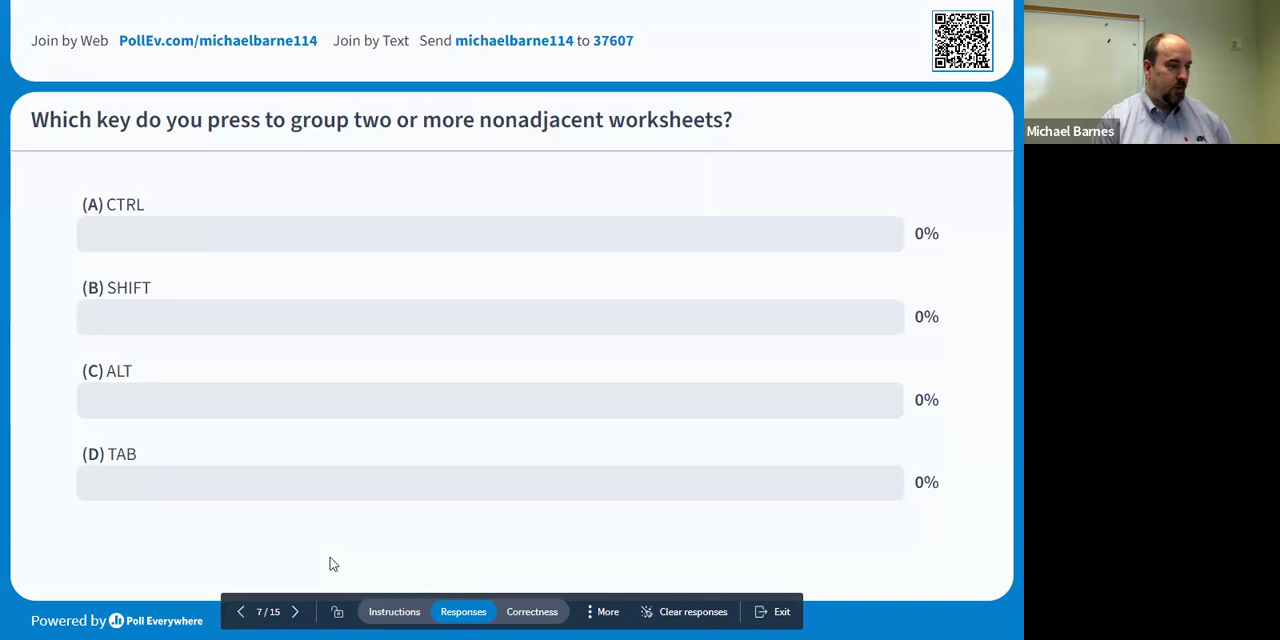 Join by Web PollEv.com/michaelbarne114 Join by Text Send michaelbarne114 to 37607
Which key do you press to group two or more nonadjacent worksheets?
(A) CTRL
0%
(B) SHIFT
0%
(C) ALT
0%
(D) TAB
0%
Powered by Poll Everywhere
7 / 15 Instructions Responses Correctness More Clear responses Exit
Michael Barnes